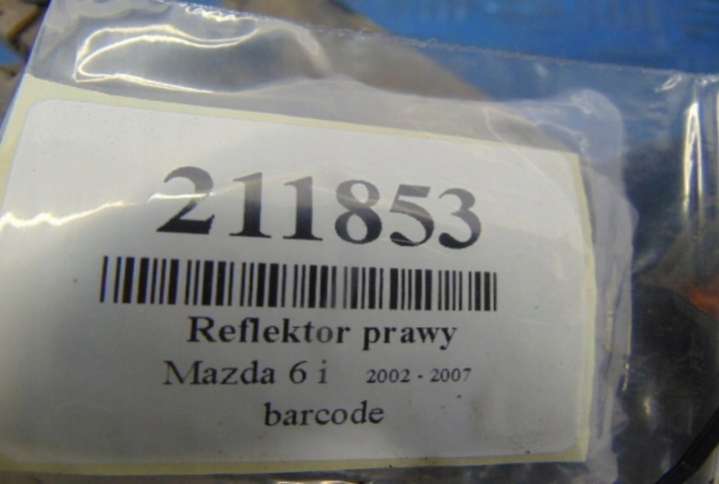 211853
Reflektor prawy
Mazda 6 i 2002 - 2007
barcode